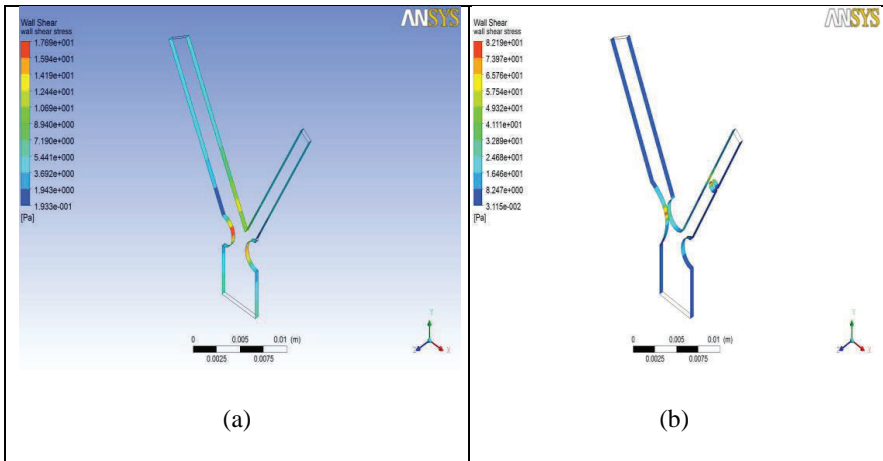 Wall Shear
wall shear stress
ANSYS
1.769e+001
1.594e+001
1.419e+001
1.244e+001
1.069e+001
8.940e+000
7.190e+000
5.441e+000
3.692e+000
1.943e+000
1.933e-001
[Pa]
0 0.005 0.01 (m)
0.0025 0.0075
Y
Z X
(a)
Wall Shear
wall shear stress
ANSYS
8.219e+001
7.397e+001
6.576e+001
5.754e+001
4.932e+001
4.111e+001
3.289e+001
2.468e+001
1.646e+001
8.247e+000
3.115e-002
[Pa]
0 0.005 0.01 (m)
0.0025 0.0075
Y
Z X
(b)